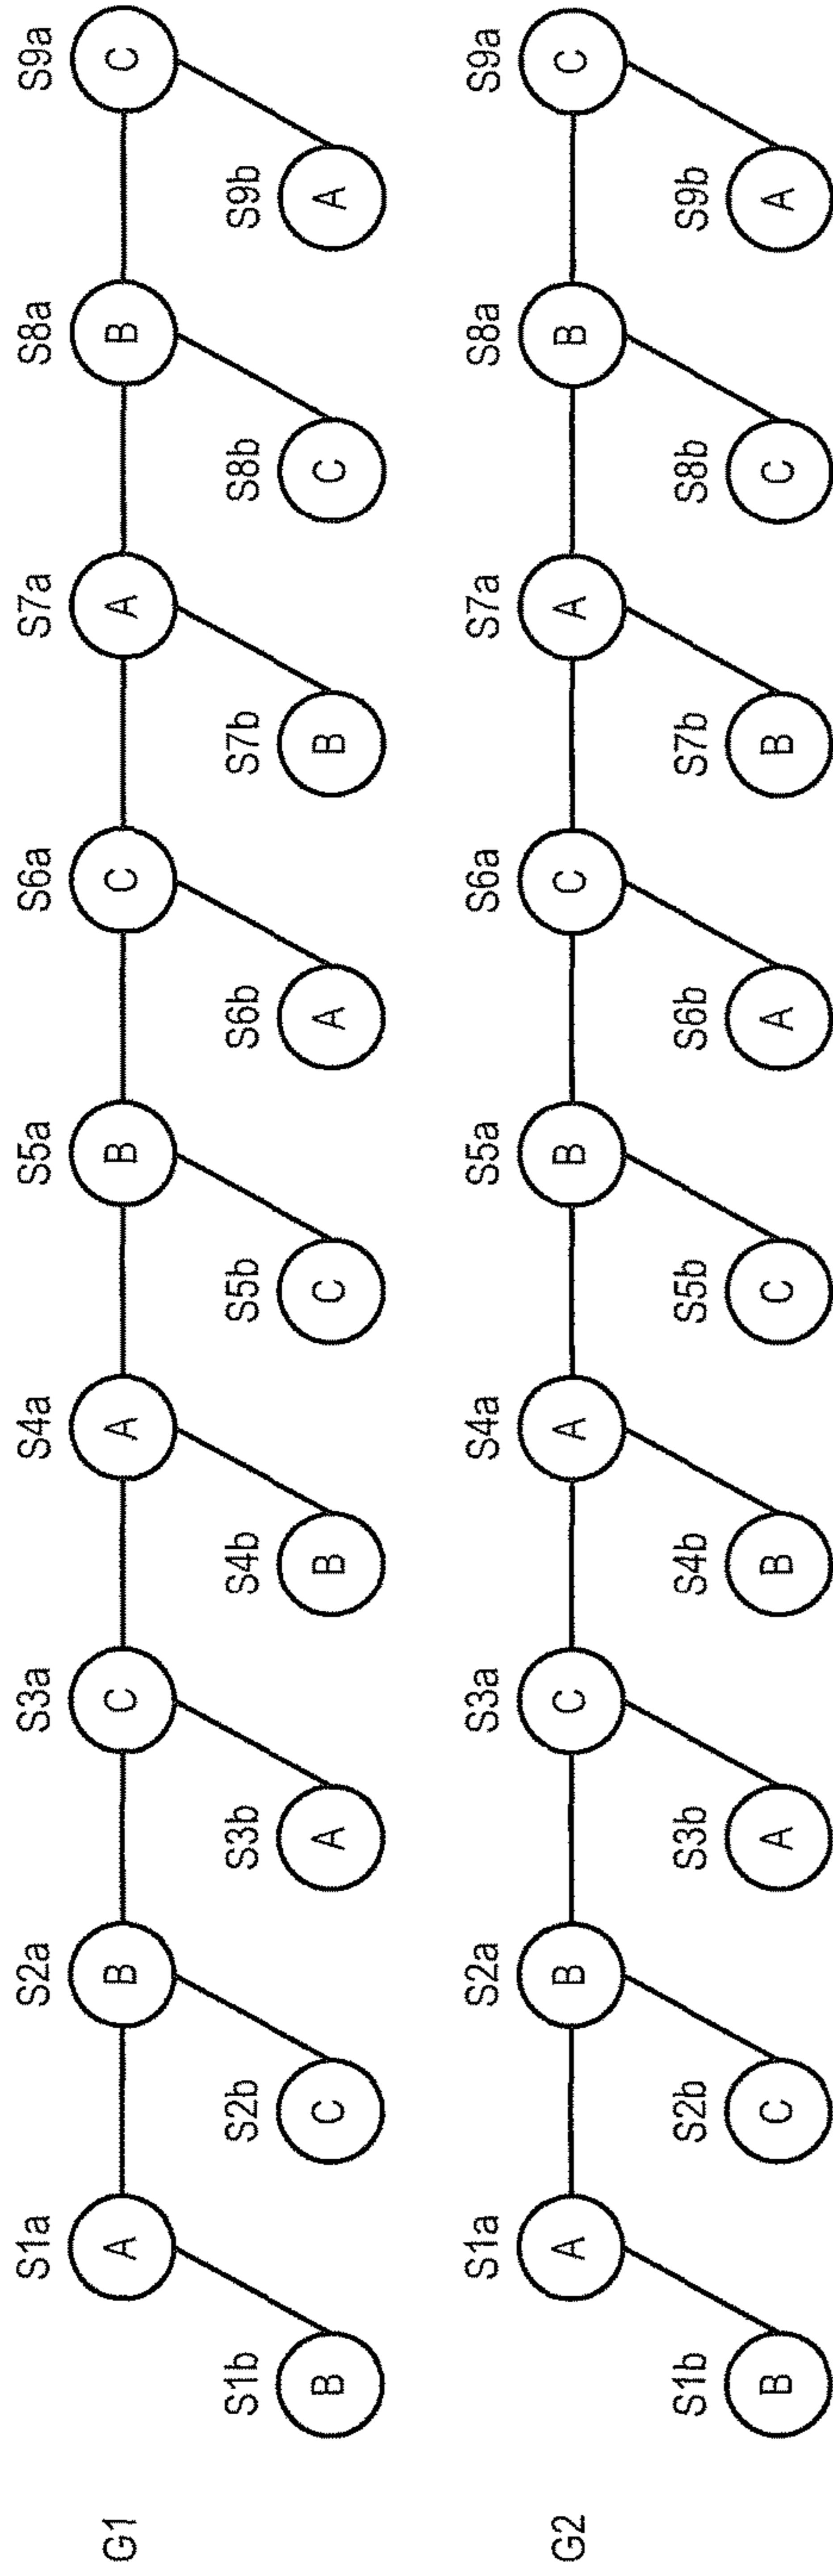 S1a S2a S3a S4a S5a S6a S7a S8a S9a
G1 A B C A B C A B C
S1b S2b S3b S4b S5b S6b S7b S8b S9b
B C A B C A B C A
S1a S2a S3a S4a S5a S6a S7a S8a S9a
G2 A B C A B C A B C
S1b S2b S3b S4b S5b S6b S7b S8b S9b
B C A B C A B C A